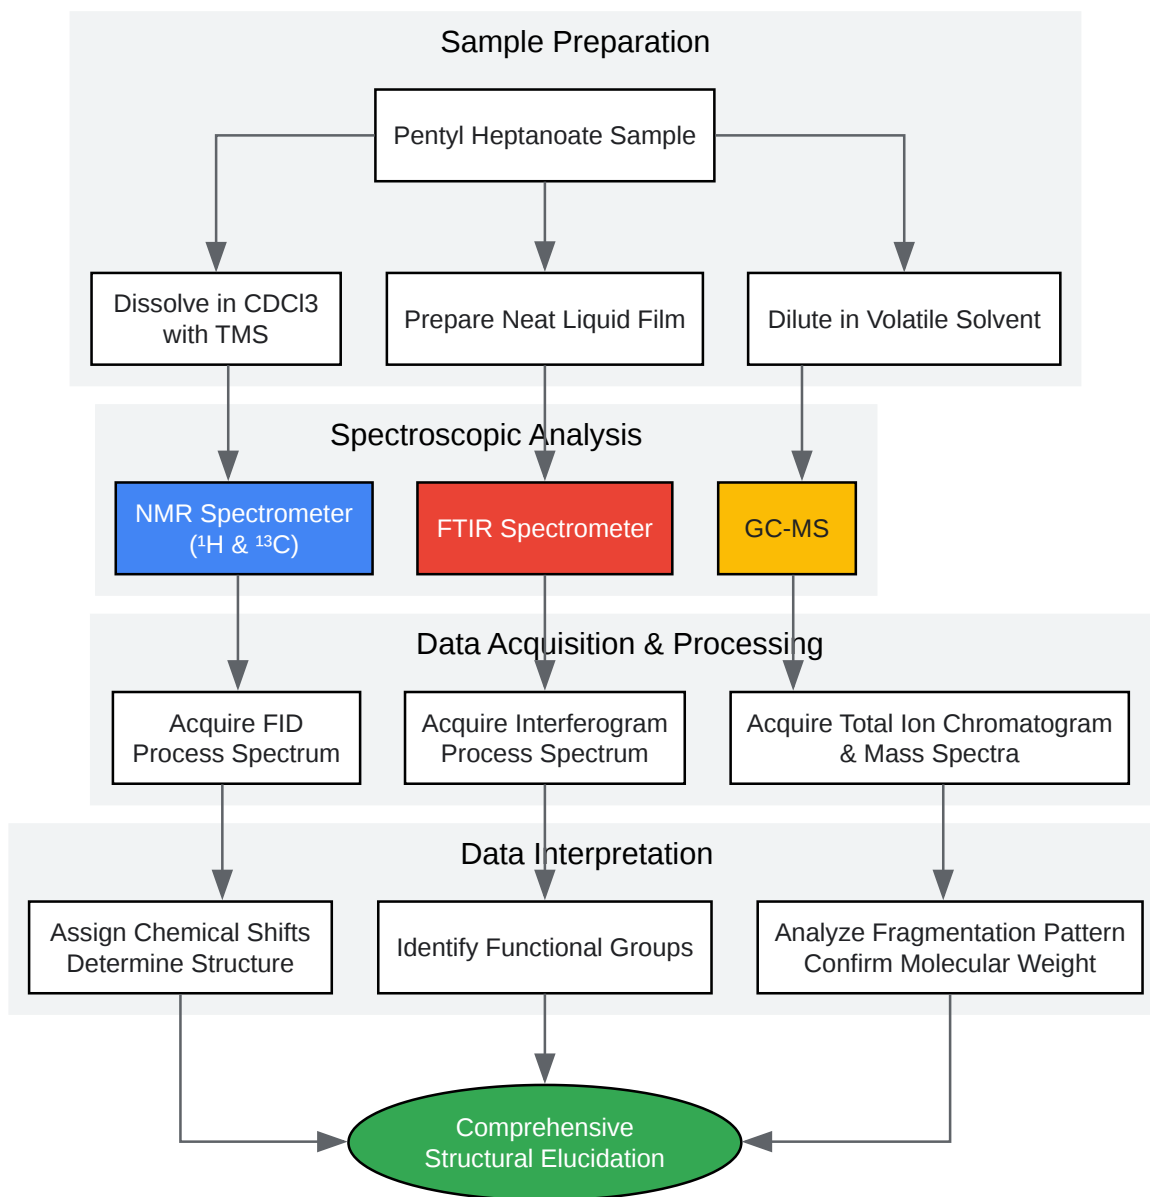 Sample Preparation
Pentyl Heptanoate Sample
Dissolve in CDCl3
with TMS
Prepare Neat Liquid Film
Dilute in Volatile Solvent
Spectroscopic Analysis
NMR Spectrometer
(¹H & ¹³C)
FTIR Spectrometer
GC-MS
Data Acquisition & Processing
Acquire FID
Process Spectrum
Acquire Interferogram
Process Spectrum
Acquire Total Ion Chromatogram
& Mass Spectra
Data Interpretation
Assign Chemical Shifts
Determine Structure
Identify Functional Groups
Analyze Fragmentation Pattern
Confirm Molecular Weight
Comprehensive
Structural Elucidation